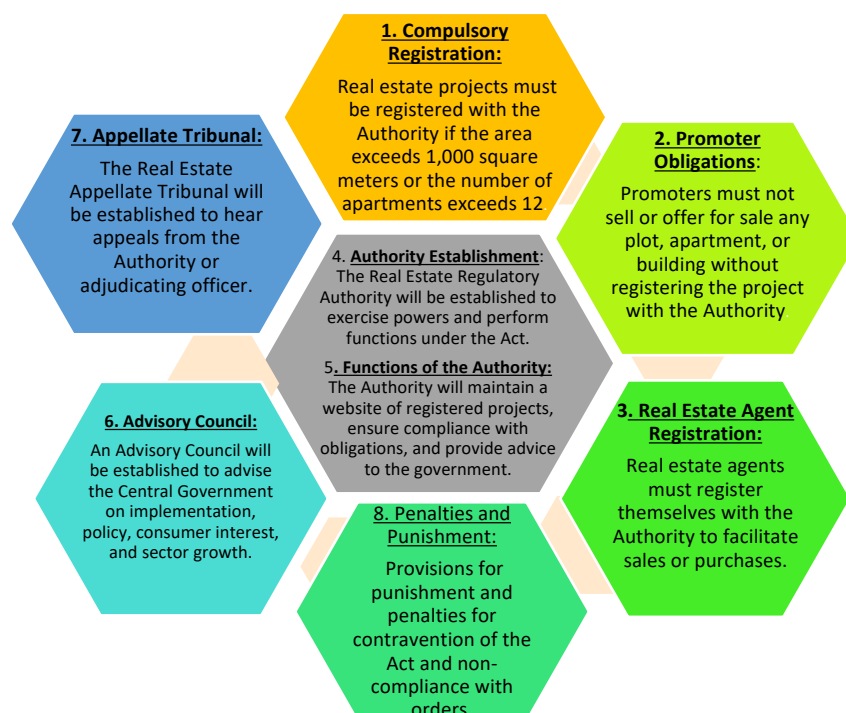 1. Compulsory
Registration:
Real estate projects must
be registered with the
Authority if the area
exceeds 1,000 square
meters or the number of
apartments exceeds 12
2. Promoter
Obligations:
Promoters must not
sell or offer for sale any
plot, apartment, or
building without
registering the project
with the Authority.
3. Real Estate Agent
Registration:
Real estate agents
must register
themselves with the
Authority to facilitate
sales or purchases.
4. Authority Establishment:
The Real Estate Regulatory
Authority will be established to
exercise powers and perform
functions under the Act.
5. Functions of the Authority:
The Authority will maintain a
website of registered projects,
ensure compliance with
obligations, and provide advice
to the government.
6. Advisory Council:
An Advisory Council will
be established to advise
the Central Government
on implementation,
policy, consumer interest,
and sector growth.
7. Appellate Tribunal:
The Real Estate
Appellate Tribunal will
be established to hear
appeals from the
Authority or
adjudicating officer.
8. Penalties and
Punishment:
Provisions for
punishment and
penalties for
contravention of the
Act and non-
compliance with
orders